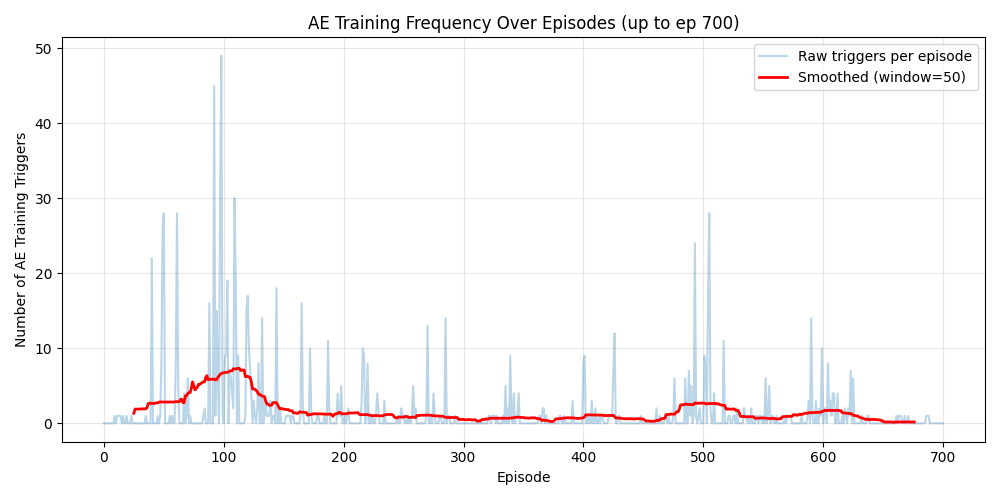 AE Training Frequency Over Episodes (up to ep 700)
Raw triggers per episode
Smoothed (window=50)
Number of AE Training Triggers
50
40
30
20
10
0
0 100 200 300 400 500 600 700
Episode